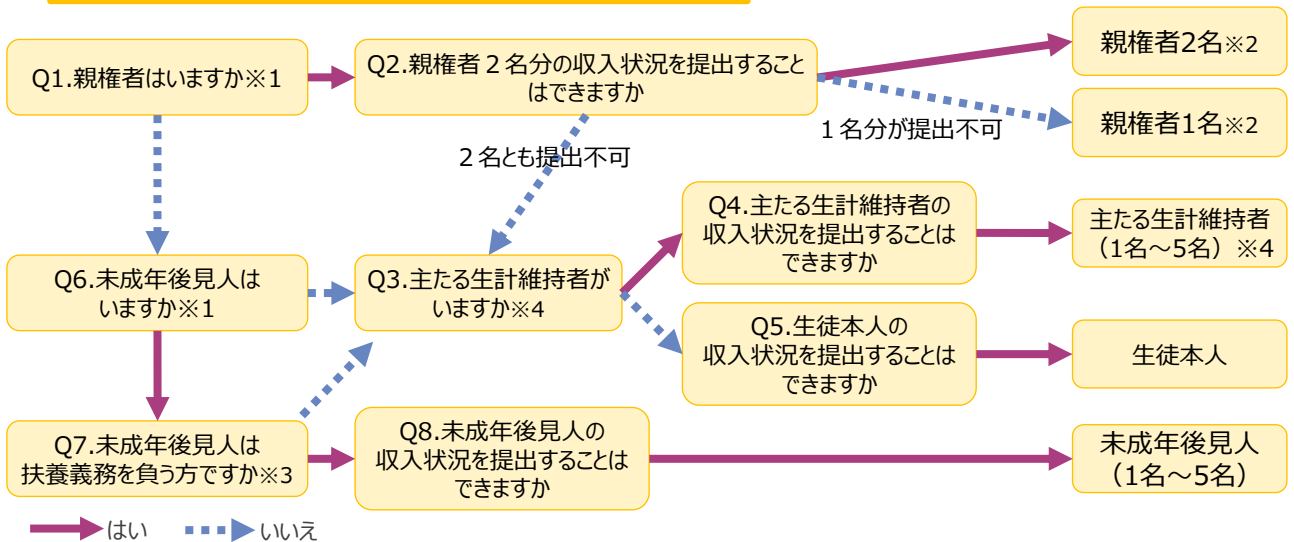 Q1.親権者はいますか※1
Q2.親権者２名分の収入状況を提出すること
はできますか
親権者2名※2
親権者1名※2
１名分が提出不可
２名とも提出不可
Q4.主たる生計維持者の
収入状況を提出することは
できますか
主たる生計維持者
（1名～5名）※4
Q6.未成年後見人は
いますか※1
Q3.主たる生計維持者が
いますか※4
Q5.生徒本人の
収入状況を提出することは
できますか
生徒本人
Q7.未成年後見人は
扶養義務を負う方ですか※3
Q8.未成年後見人の
収入状況を提出することは
できますか
未成年後見人
（1名～5名）
はい
いいえ